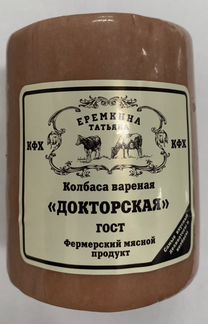 ЕРЕМКИНА
ТАТЬЯНА
КФХ
КФХ
Колбаса вареная
«ДОКТОРСКАЯ»
ГОСТ
Фермерский мясной
продукт